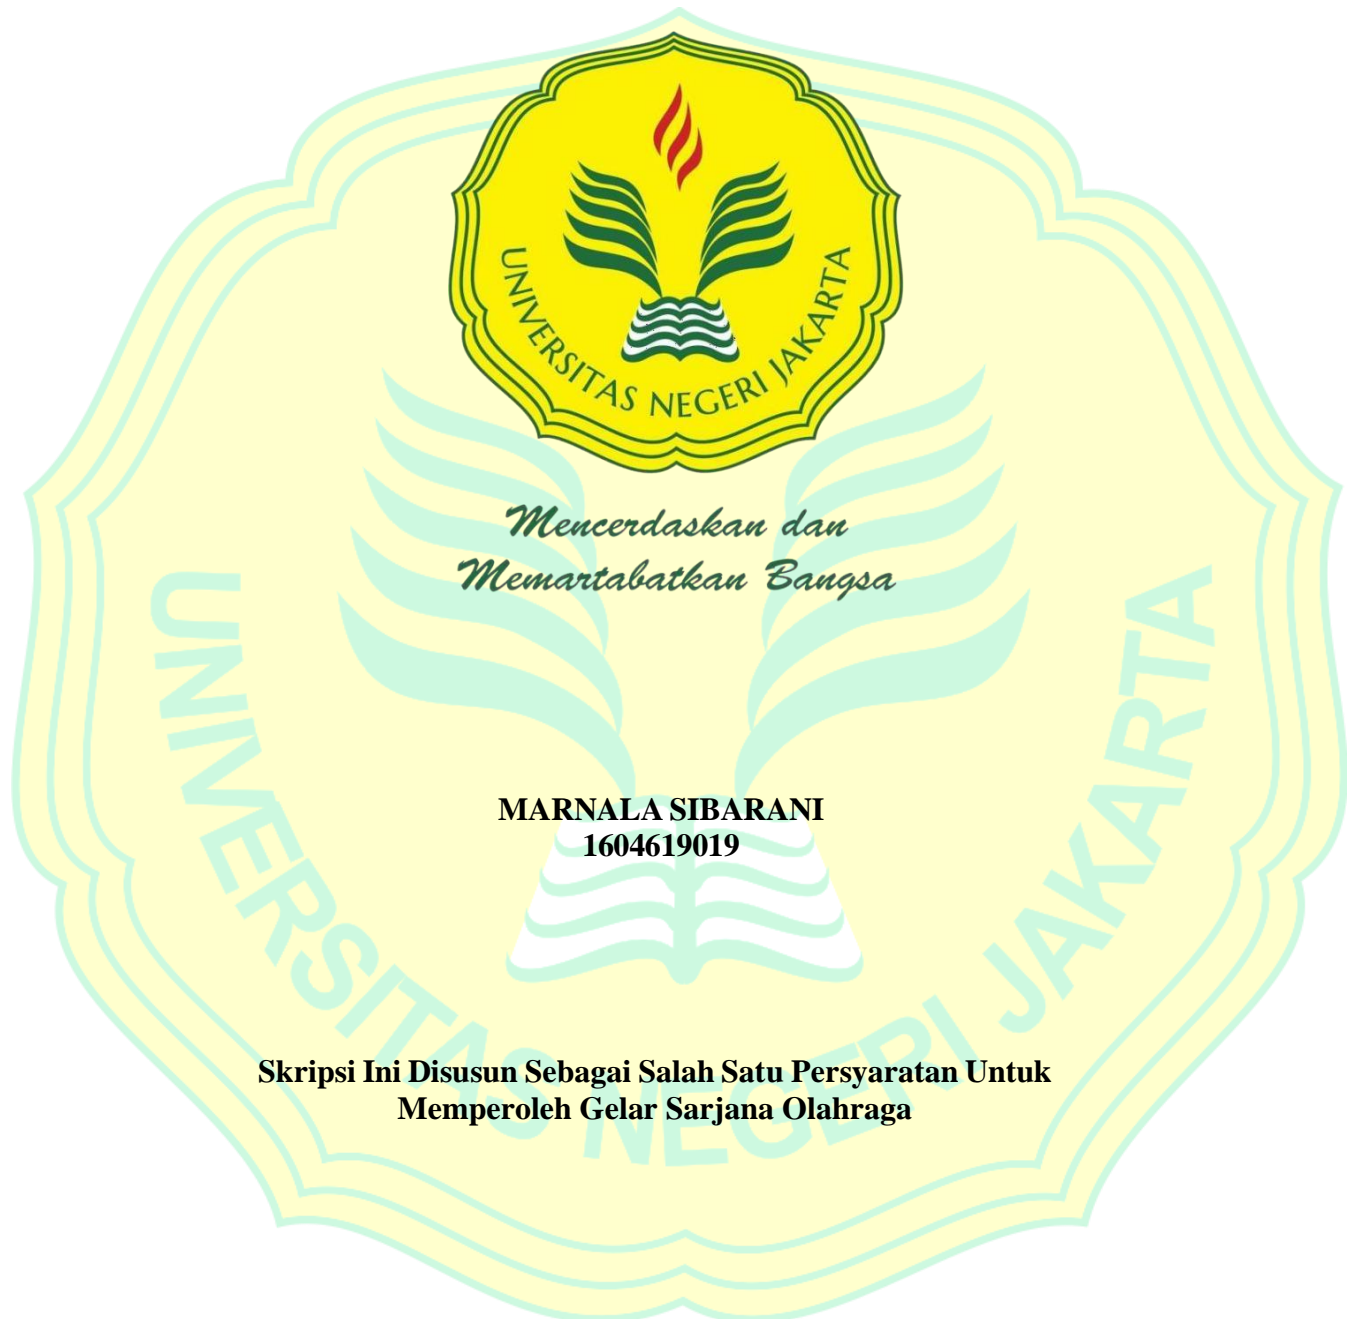 UNIVERSITAS NEGERI JAKARTA
Mencerdaskan dan
Memartabatkan Bangsa
MARNALA SIBARANI
1604619019
Skripsi Ini Disusun Sebagai Salah Satu Persyaratan Untuk
Memperoleh Gelar Sarjana Olahraga
UNIVERSITAS NEGERI JAKARTA